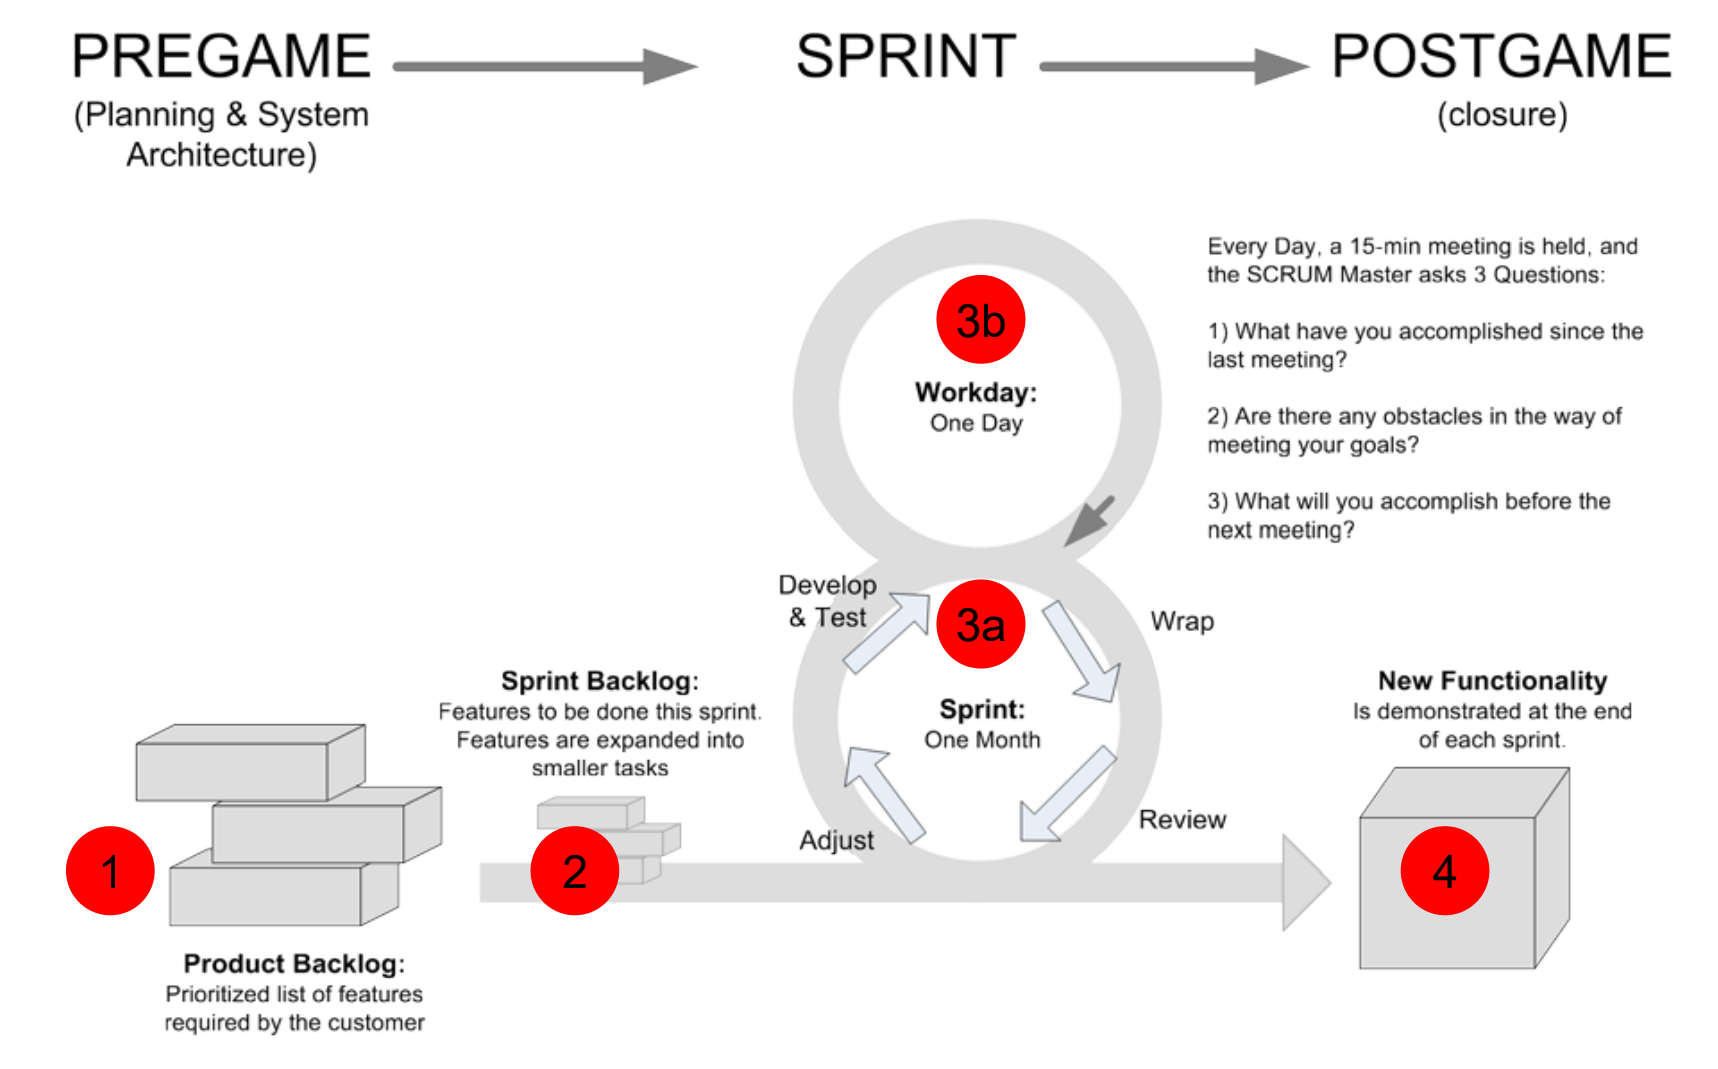 PREGAME
(Planning & System
Architecture)
SPRINT
POSTGAME
(closure)
Every Day, a 15-min meeting is held, and
the SCRUM Master asks 3 Questions:
1) What have you accomplished since the
last meeting?
2) Are there any obstacles in the way of
meeting your goals?
3) What will you accomplish before the
next meeting?
3b
Workday:
One Day
Develop
& Test
3a
Wrap
Sprint:
One Month
Review
Adjust
Sprint Backlog:
Features to be done this sprint.
Features are expanded into
smaller tasks
New Functionality
Is demonstrated at the end
of each sprint.
1
2
4
Product Backlog:
Prioritized list of features
required by the customer